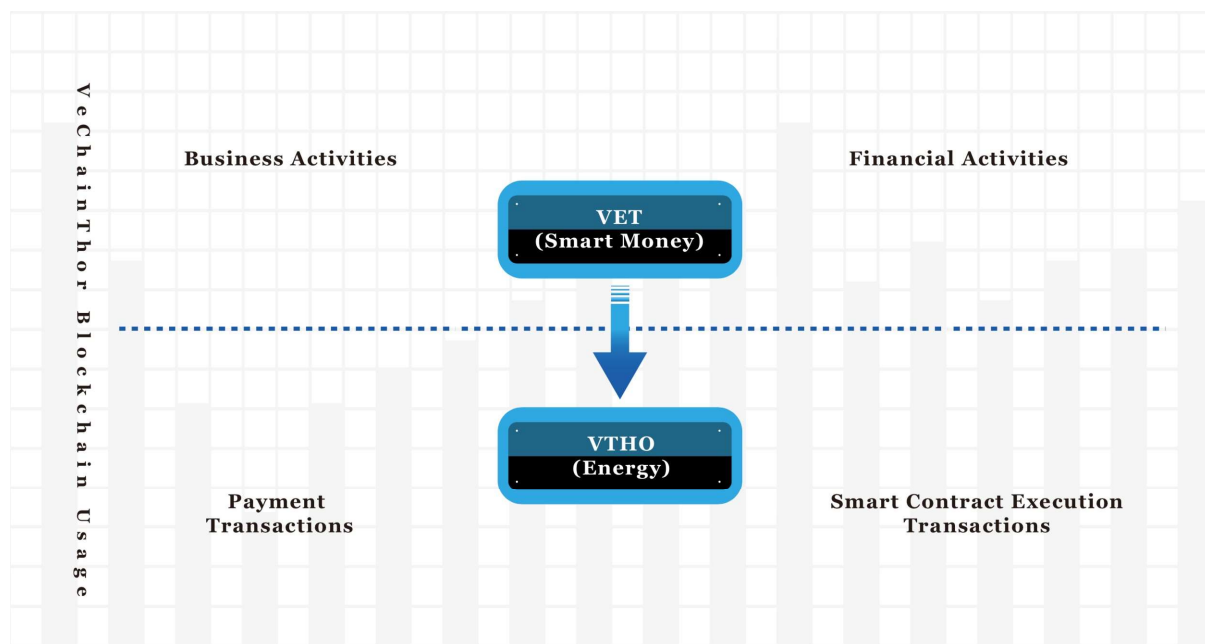 VeChainThor Blockchain Usage
Business Activities
Financial Activities
VET
(Smart Money)
VTHO
(Energy)
Payment
Transactions
Smart Contract Execution
Transactions